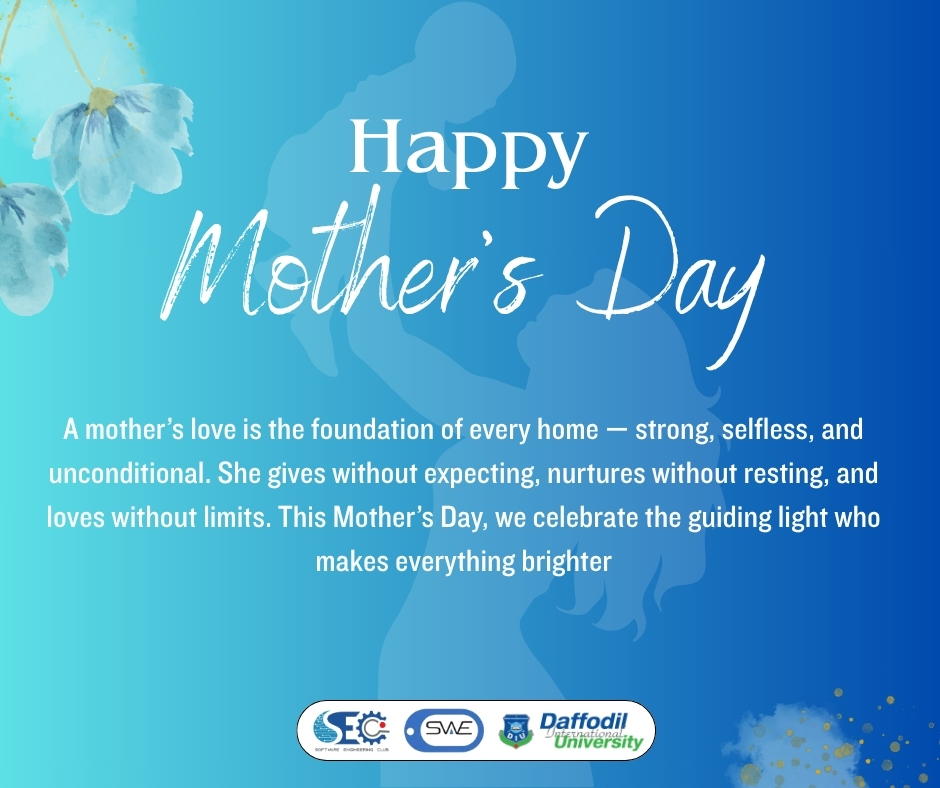 Happy
Mother's Day
A mother's love is the foundation of every home — strong, selfless, and
unconditional. She gives without expecting, nurtures without resting, and
loves without limits. This Mother's Day, we celebrate the guiding light who
makes everything brighter
SEC
SOFTWARE ENGINEERING CLUB
SWE
DIU
Daffodil
International
University